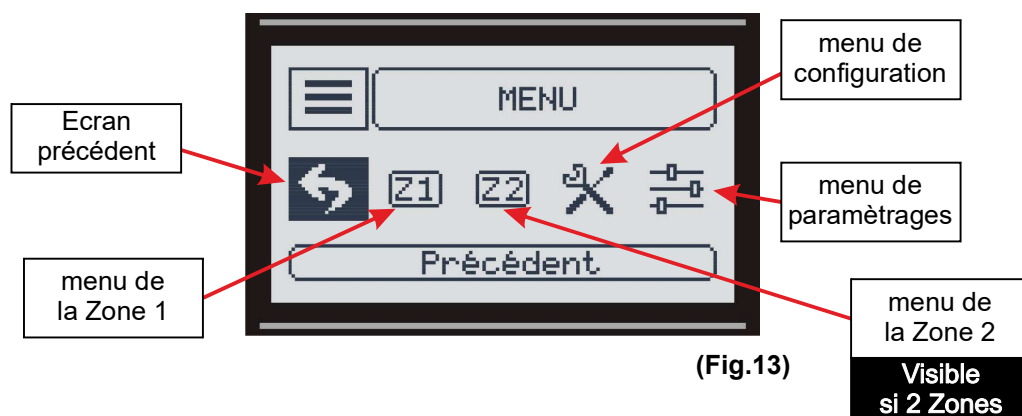 menu de
configuration
MENU
Ecran
précédent
Z1 Z2
menu de
paramètrages
Précédent
menu de
la Zone 1
menu de
la Zone 2
(Fig.13)
Visible
si 2 Zones